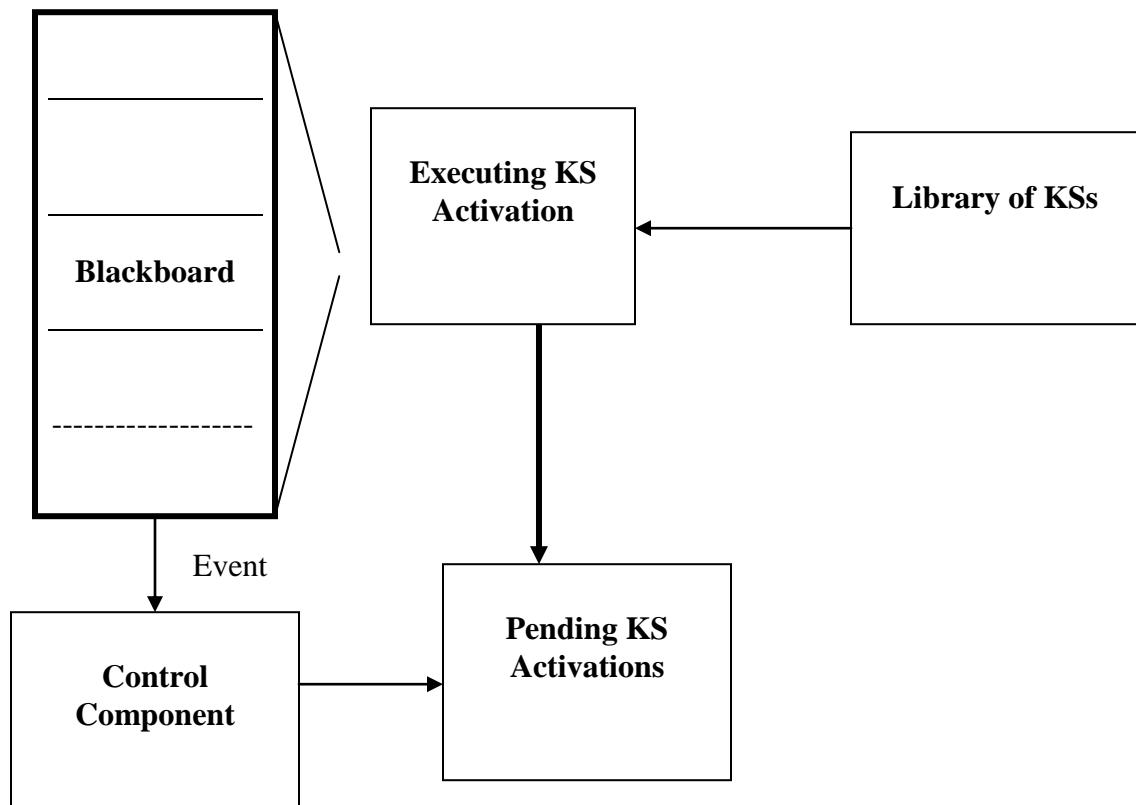 Executing KS
Activation
Library of KSs
Blackboard
Event
Control
Component
Pending KS
Activations